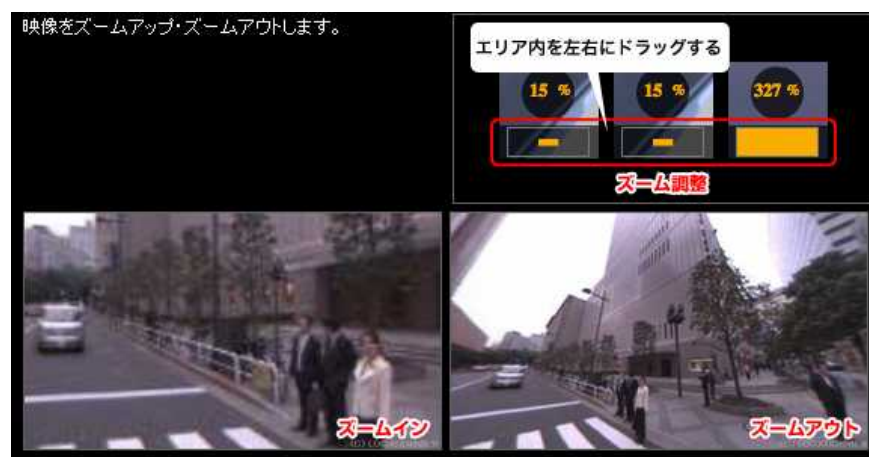 映像をズームアップ・ズームアウトします。
エリア内を左右にドラッグする
15 %
15 %
327 %
ズーム調整
ズームイン
ズームアウト